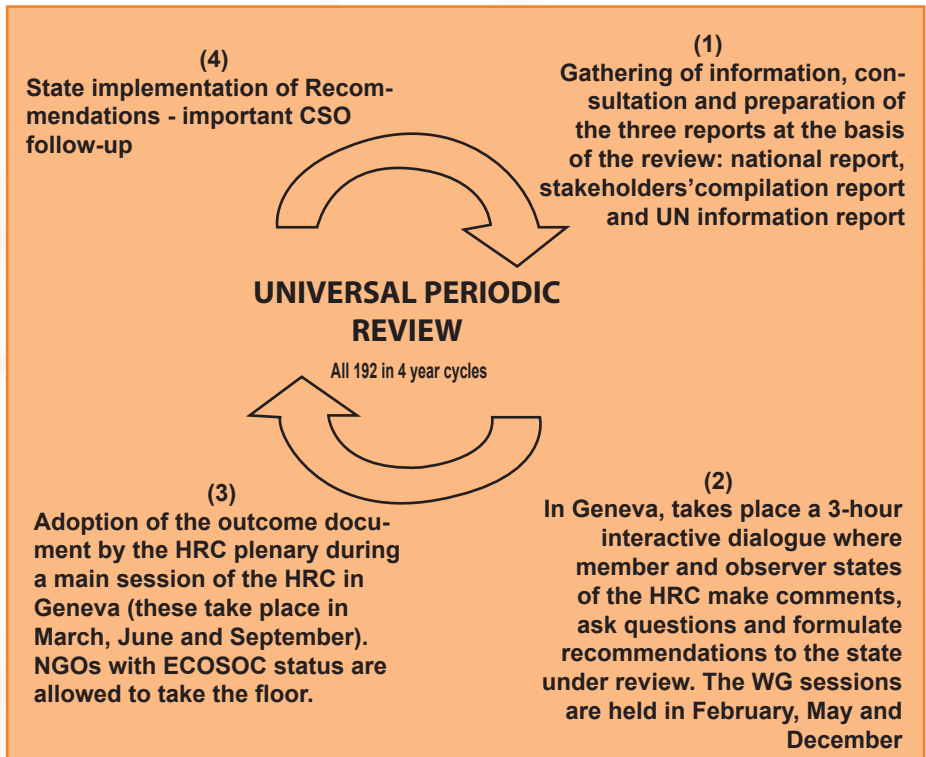 (4)
State implementation of Recom-
mendations - important CSO
follow-up
(1)
Gathering of information, con-
sultation and preparation of
the three reports at the basis
of the review: national report,
stakeholders'compilation report
and UN information report
UNIVERSAL PERIODIC
REVIEW
All 192 in 4 year cycles
(3)
Adoption of the outcome docu-
ment by the HRC plenary during
a main session of the HRC in
Geneva (these take place in
March, June and September).
NGOs with ECOSOC status are
allowed to take the floor.
(2)
In Geneva, takes place a 3-hour
interactive dialogue where
member and observer states
of the HRC make comments,
ask questions and formulate
recommendations to the state
under review. The WG sessions
are held in February, May and
December